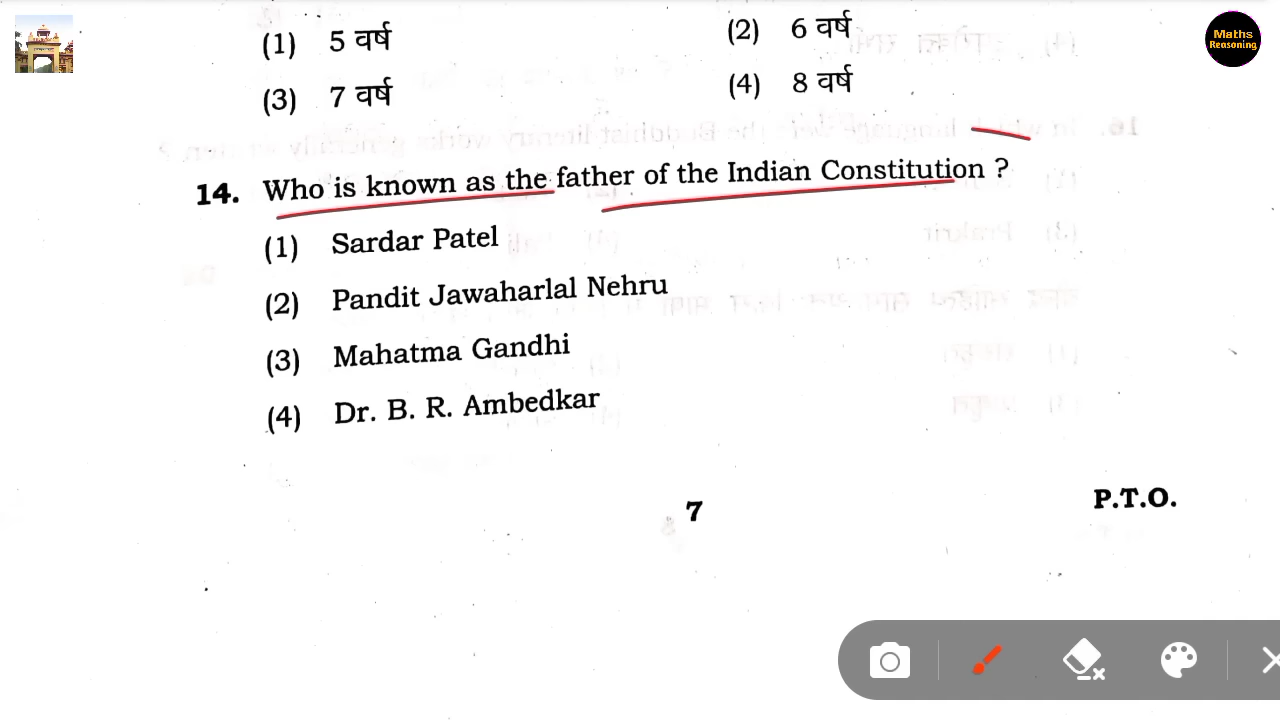 Maths
Reasoning
(1) 5 वर्ष (2) 6 वर्ष
(3) 7 वर्ष (4) 8 वर्ष
14. Who is known as the father of the Indian Constitution ?
(1) Sardar Patel
(2) Pandit Jawaharlal Nehru
(3) Mahatma Gandhi
(4) Dr. B. R. Ambedkar
7 P.T.O.